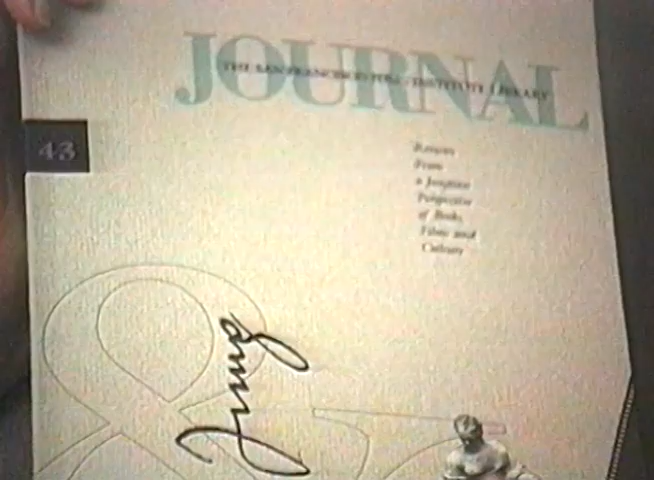 JOURNAL
THE SAN FRANCISCO JUNG INSTITUTE LIBRARY
43
Reviews
From
a Jungian
Perspective
of Books,
Films and
Culture
Jung